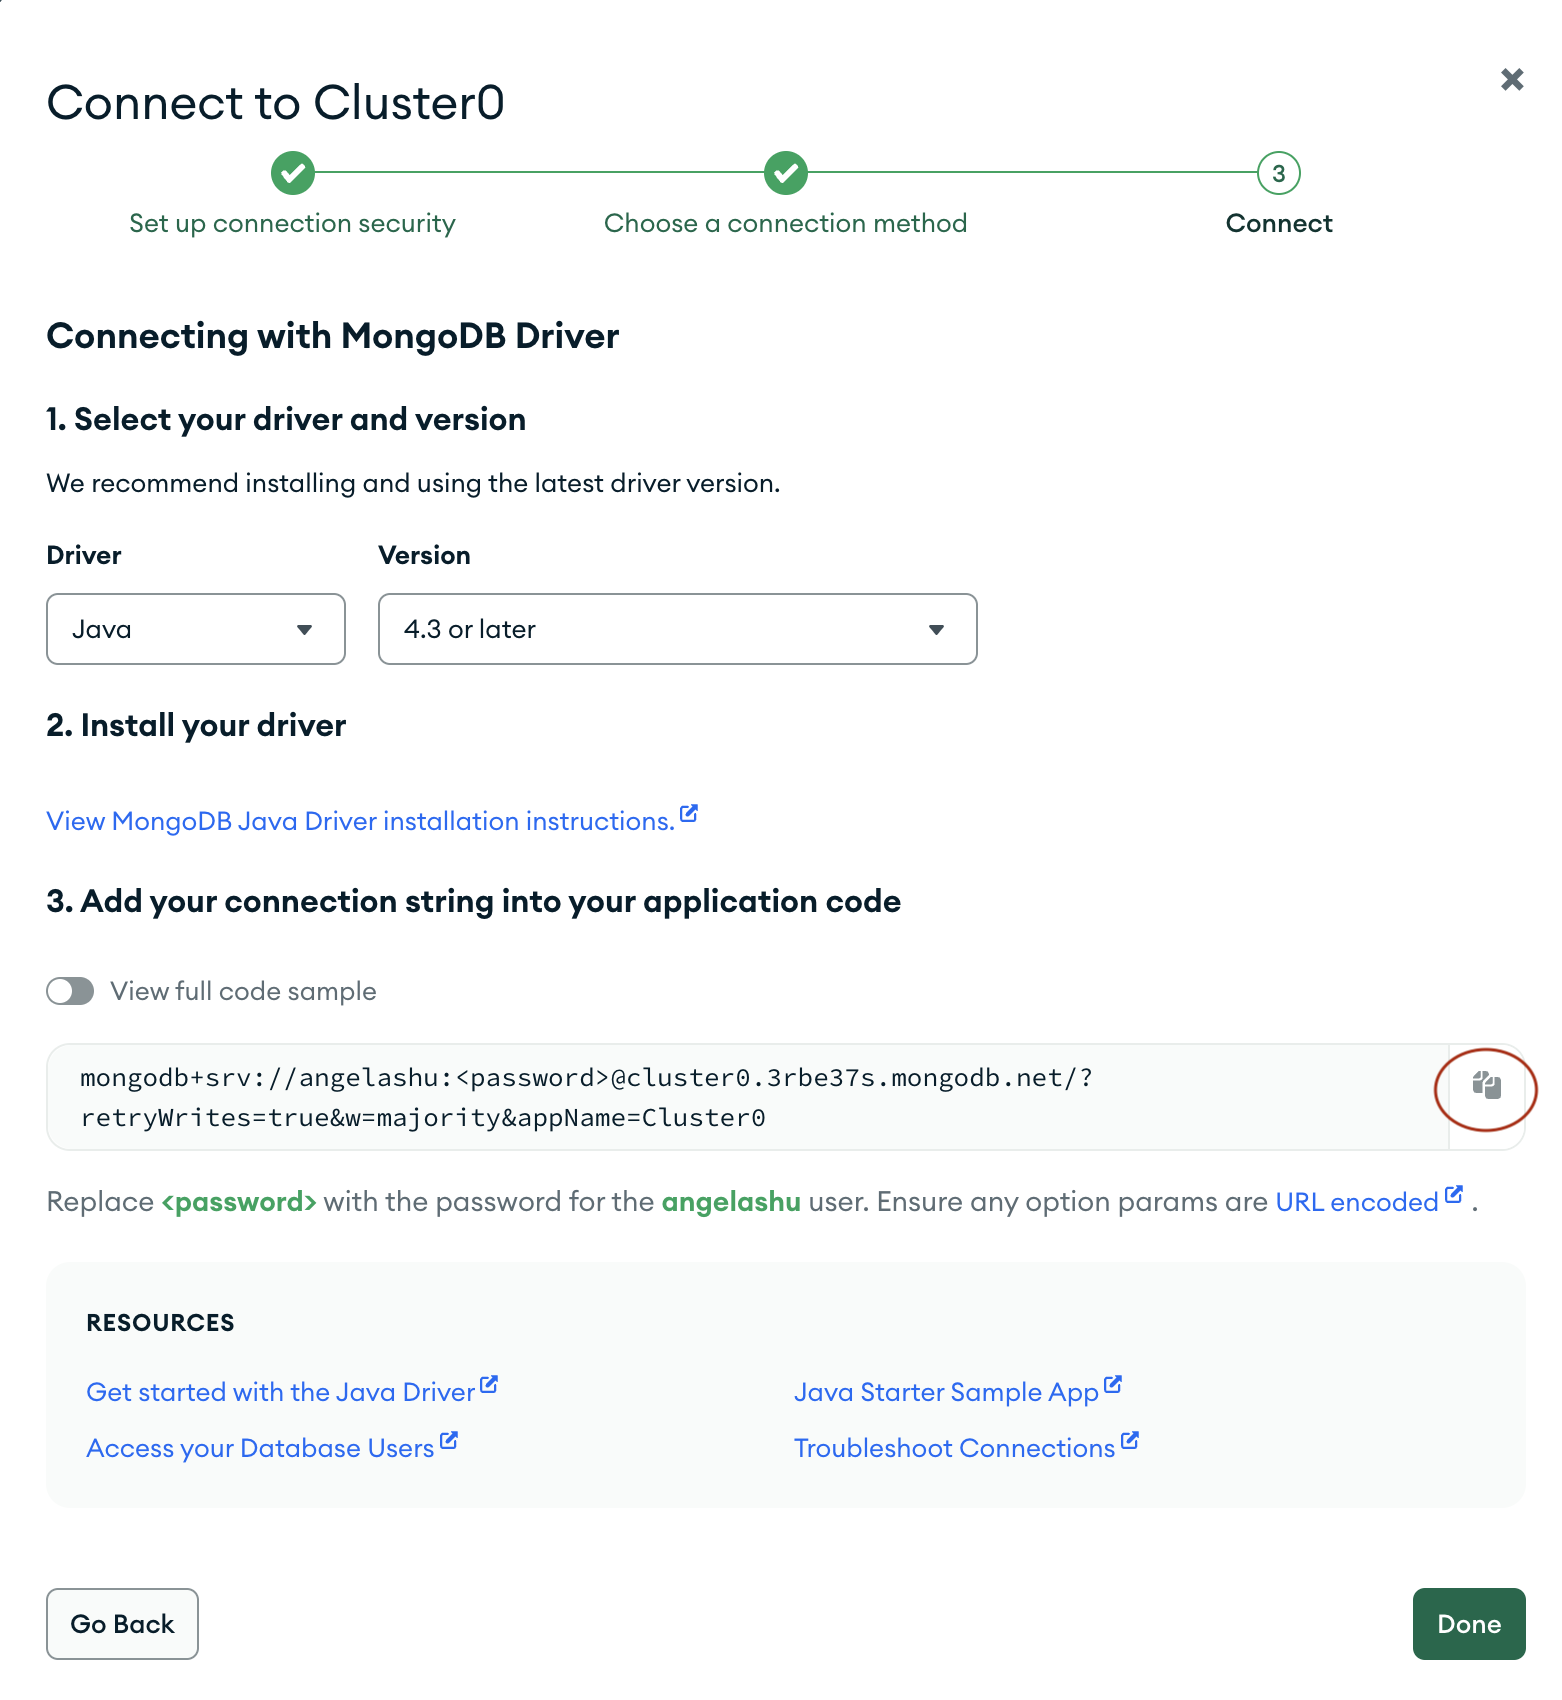 Connect to Cluster0
3
Set up connection security
Choose a connection method
Connect
Connecting with MongoDB Driver
1. Select your driver and version
We recommend installing and using the latest driver version.
Driver
Version
Java
4.3 or later
2. Install your driver
View MongoDB Java Driver installation instructions.
3. Add your connection string into your application code
View full code sample
mongodb+srv://angelashu:<password>@cluster0.3rbe37s.mongodb.net/?
retryWrites=true&w=majority&appName=Cluster0
Replace <password> with the password for the angelashu user. Ensure any option params are URL encoded .
RESOURCES
Get started with the Java Driver
Java Starter Sample App
Access your Database Users
Troubleshoot Connections
Go Back
Done